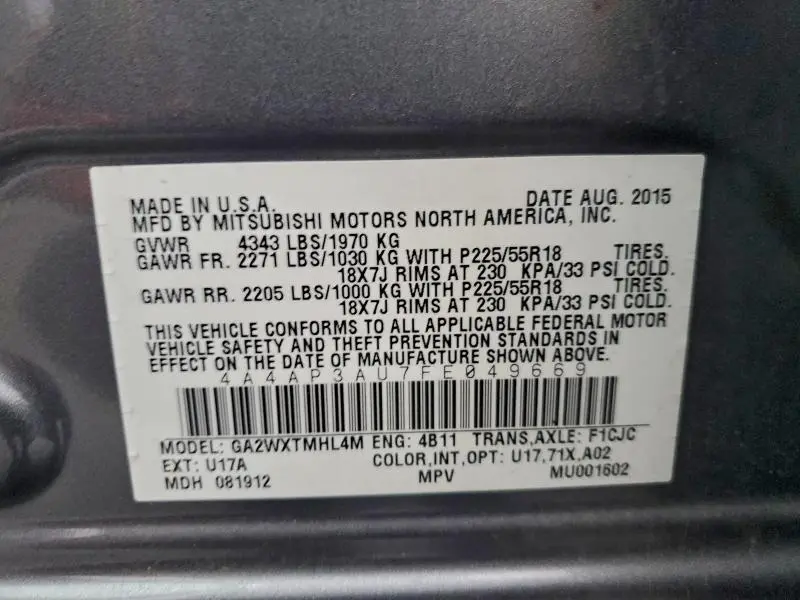 MADE IN U.S.A. DATE AUG. 2015
MFD BY MITSUBISHI MOTORS NORTH AMERICA, INC.
GVWR 4343 LBS/1970 KG
GAWR FR. 2271 LBS/1030 KG WITH P225/55R18 TIRES.
18X7J RIMS AT 230 KPA/33 PSI COLD.
GAWR RR. 2205 LBS/1000 KG WITH P225/55R18 TIRES.
18X7J RIMS AT 230 KPA/33 PSI COLD.
THIS VEHICLE CONFORMS TO ALL APPLICABLE FEDERAL MOTOR
VEHICLE SAFETY AND THEFT PREVENTION STANDARDS IN
EFFECT ON THE DATE OF MANUFACTURE SHOWN ABOVE.
4A4AP3AU7FE049669
MODEL: GA2WXTMHL4M ENG: 4B11 TRANS,AXLE: F1CJC
EXT: U17A COLOR,INT,OPT: U17,71X,A02
MDH 081912 MPV MU001602